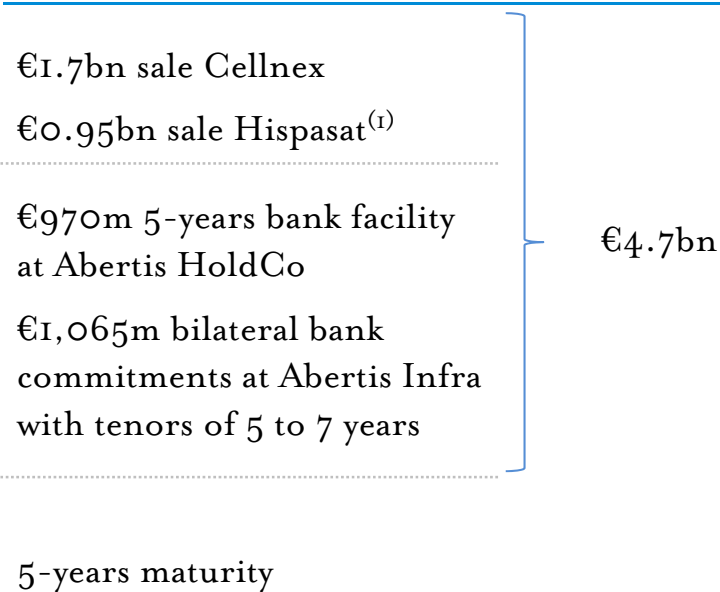 €1.7bn sale Cellnex
€0.95bn sale Hispasat(1)
€970m 5-years bank facility
at Abertis HoldCo
€1,065m bilateral bank
commitments at Abertis Infra
with tenors of 5 to 7 years
€4.7bn
5-years maturity